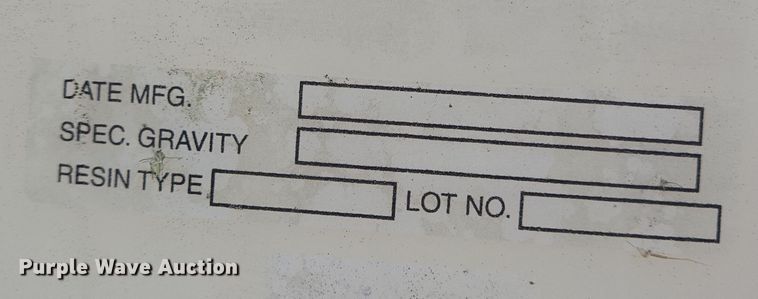 DATE MFG.
SPEC. GRAVITY
RESIN TYPE LOT NO.
Purple Wave Auction